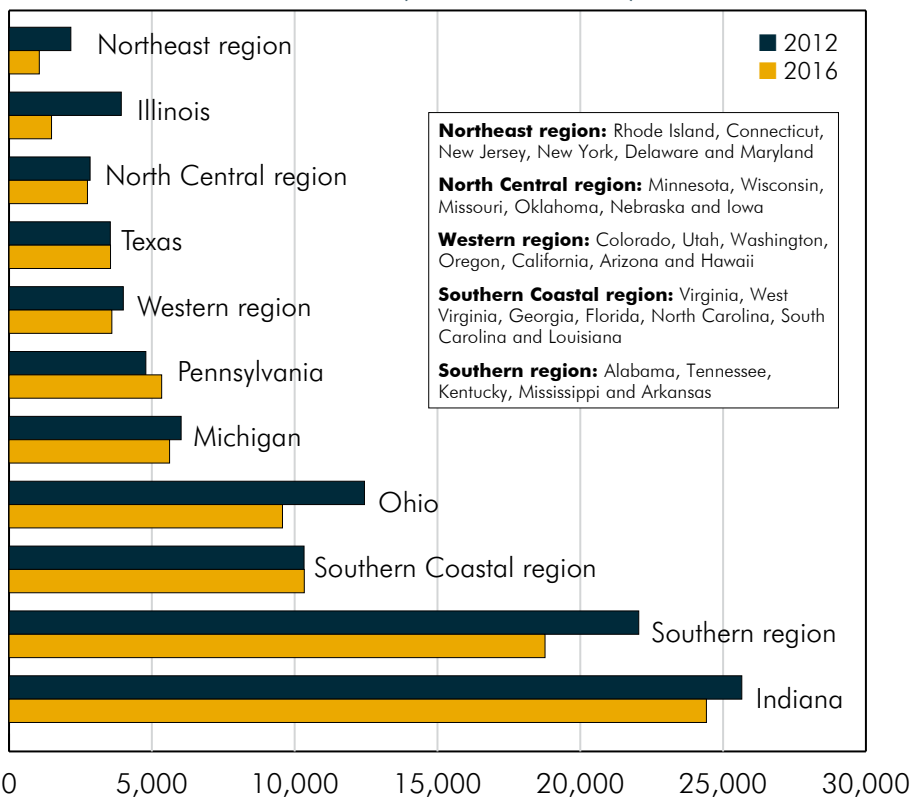 Northeast region
2012
2016
Illinois
Northeast region: Rhode Island, Connecticut,
New Jersey, New York, Delaware and Maryland
North Central region: Minnesota, Wisconsin,
Missouri, Oklahoma, Nebraska and Iowa
Western region: Colorado, Utah, Washington,
Oregon, California, Arizona and Hawaii
Southern Coastal region: Virginia, West
Virginia, Georgia, Florida, North Carolina, South
Carolina and Louisiana
Southern region: Alabama, Tennessee,
Kentucky, Mississippi and Arkansas
North Central region
Texas
Western region
Pennsylvania
Michigan
Ohio
Southern Coastal region
Southern region
Indiana
0 5,000 10,000 15,000 20,000 25,000 30,000